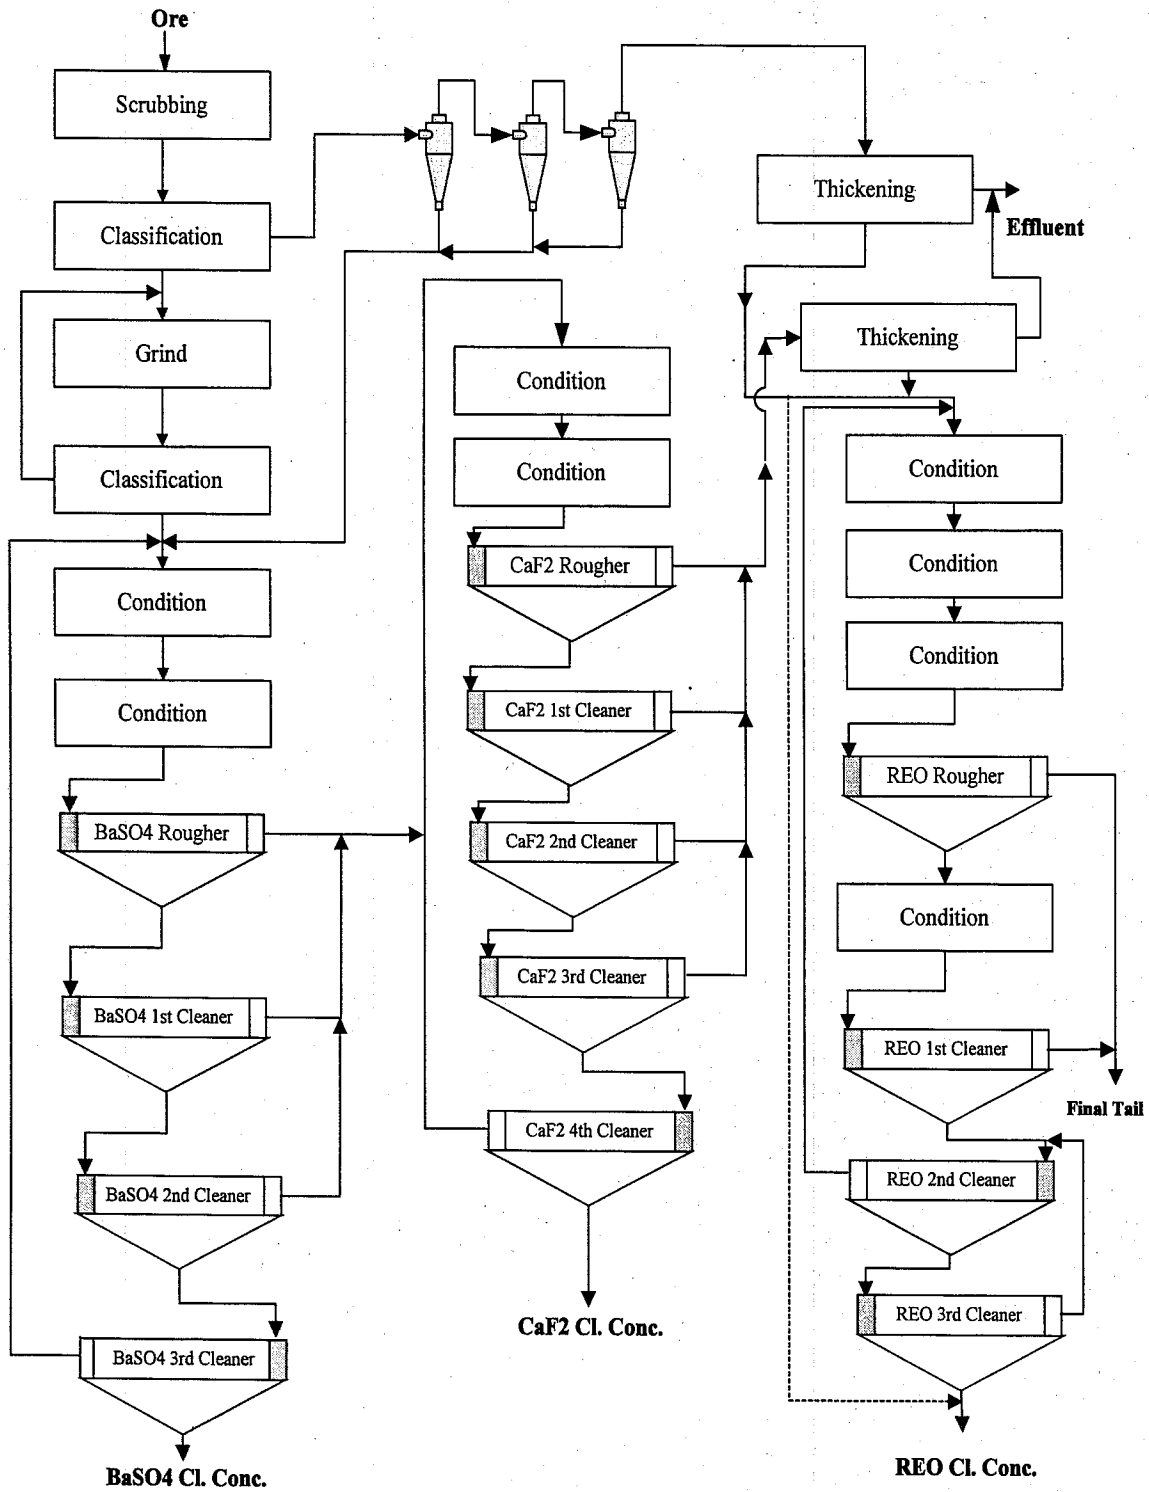 Ore
Scrubbing
Classification
Grind
Classification
Condition
Condition
BaSO4 Rougher
BaSO4 1st Cleaner
BaSO4 2nd Cleaner
BaSO4 3rd Cleaner
BaSO4 Cl. Conc.
Condition
Condition
CaF2 Rougher
CaF2 1st Cleaner
CaF2 2nd Cleaner
CaF2 3rd Cleaner
CaF2 4th Cleaner
CaF2 Cl. Conc.
Thickening
Effluent
Thickening
Condition
Condition
Condition
REO Rougher
Condition
REO 1st Cleaner
Final Tail
REO 2nd Cleaner
REO 3rd Cleaner
REO Cl. Conc.